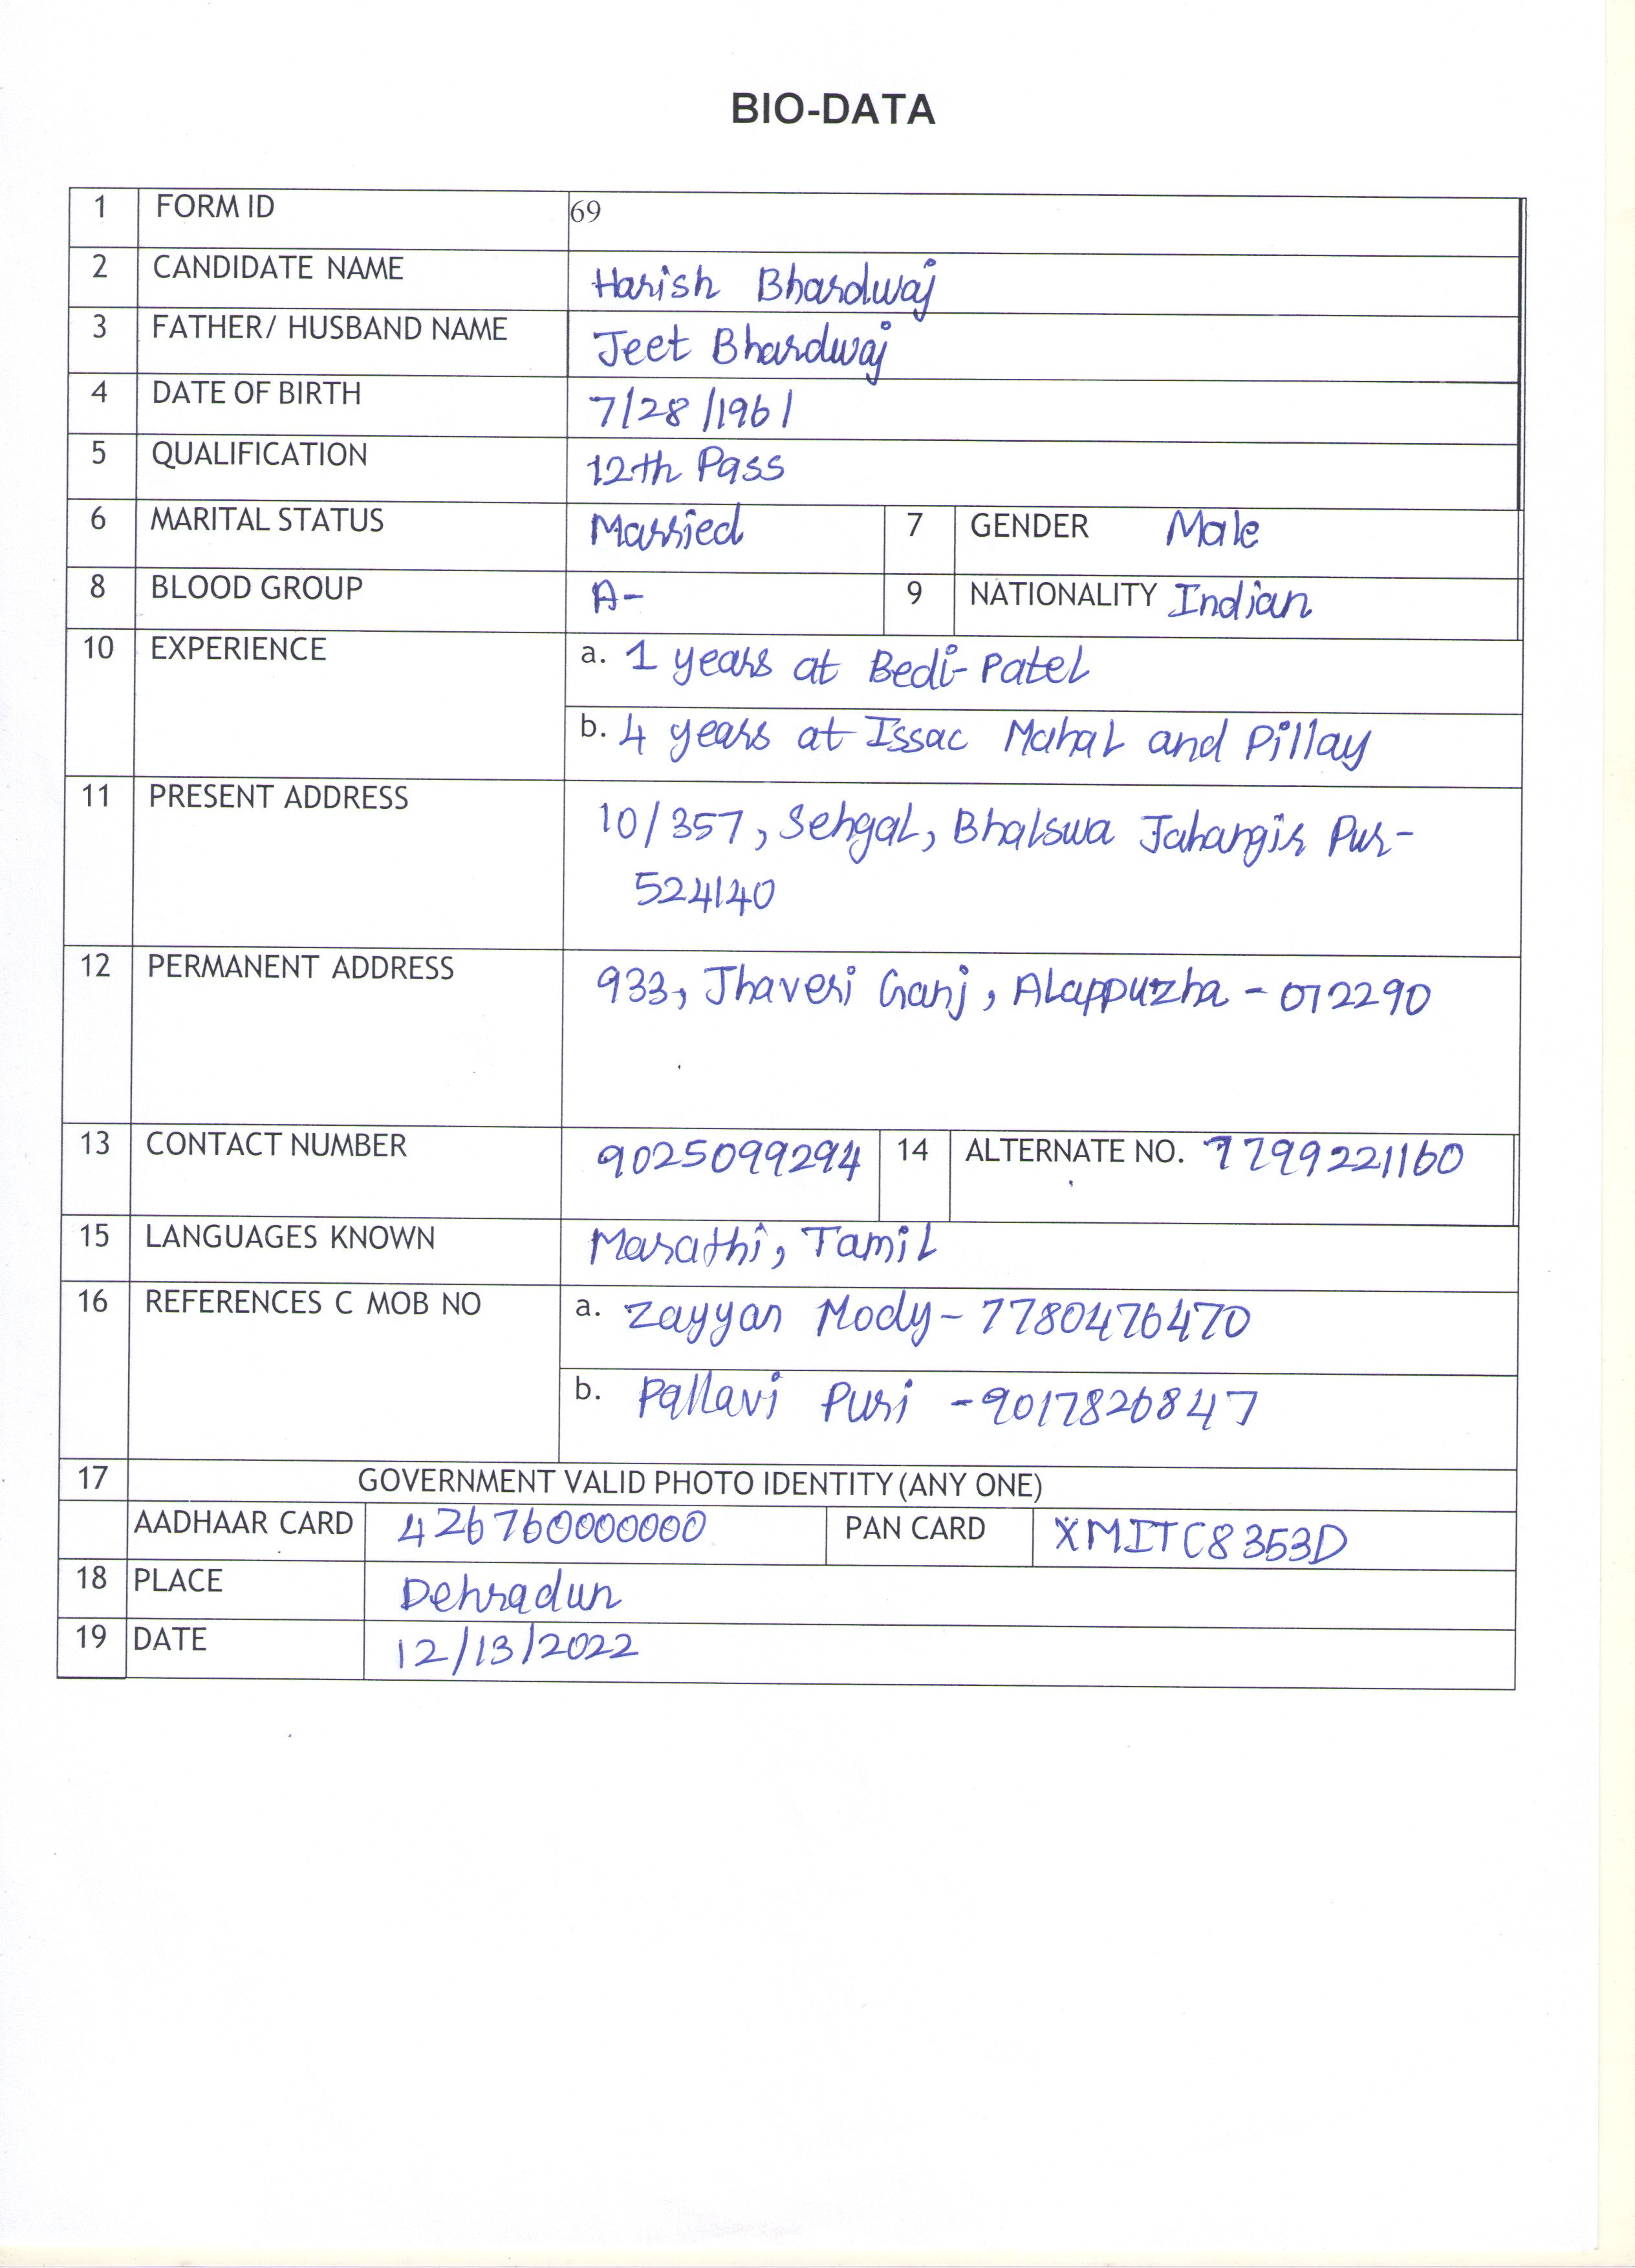 BIO-DATA
1 FORM ID 69
2 CANDIDATE NAME Harish Bhardwaj
3 FATHER/ HUSBAND NAME Jeet Bhardwaj
4 DATE OF BIRTH 7/28/1961
5 QUALIFICATION 12th Pass
6 MARITAL STATUS Married 7 GENDER Male
8 BLOOD GROUP A- 9 NATIONALITY Indian
10 EXPERIENCE a. 1 years at Bedi-Patel
b. 4 years at Issac Mahal and Pillay
11 PRESENT ADDRESS 10/357, Sehgal, Bhalswa Jahangir Pur-
524140
12 PERMANENT ADDRESS 933, Jhaveri Ganj, Alappuzha - 072290
13 CONTACT NUMBER 9025099294 14 ALTERNATE NO. 7799221160
15 LANGUAGES KNOWN Marathi, Tamil
16 REFERENCES C MOB NO a. Zayyan Mody - 7780476470
b. Pallavi Puri - 9017826847
17 GOVERNMENT VALID PHOTO IDENTITY (ANY ONE)
AADHAAR CARD 426760000000 PAN CARD XMITC8353D
18 PLACE Dehradun
19 DATE 12/13/2022